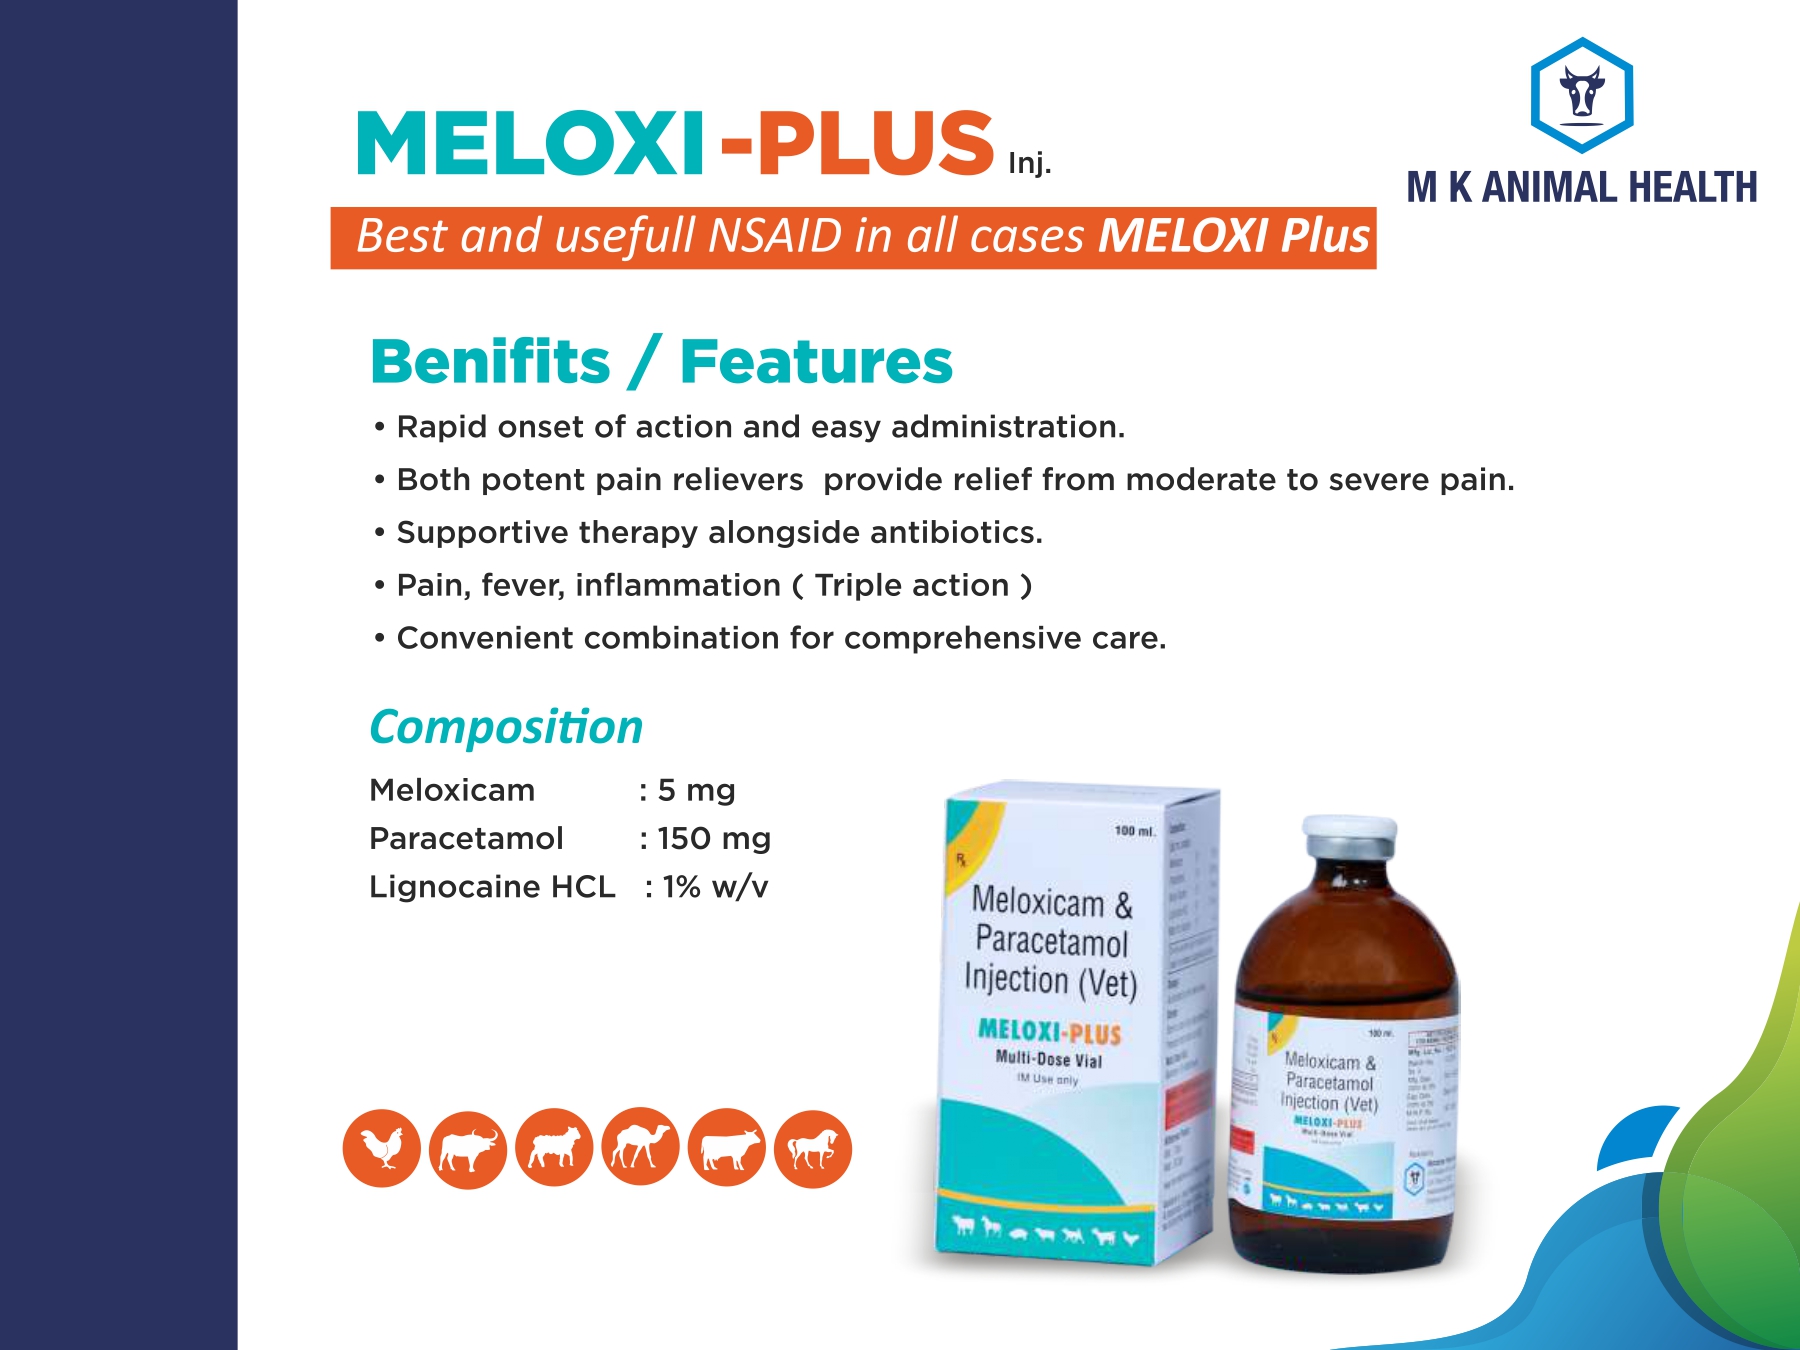 MELOXI -PLUS Inj.
M K ANIMAL HEALTH
Best and usefull NSAID in all cases MELOXI Plus
Benifits / Features
• Rapid onset of action and easy administration.
• Both potent pain relievers  provide relief from moderate to severe pain.
• Supportive therapy alongside antibiotics.
• Pain, fever, inflammation ( Triple action )
• Convenient combination for comprehensive care.
Composition
Meloxicam : 5 mg
Paracetamol : 150 mg
Lignocaine HCL : 1% w/v
100 ml.
Rx
Meloxicam &
Paracetamol
Injection (Vet)
MELOXI-PLUS
Multi-Dose Vial
IM Use only
100 ml.
Meloxicam &
Paracetamol
Injection (Vet)
MELOXI-PLUS
Multi-Dose Vial